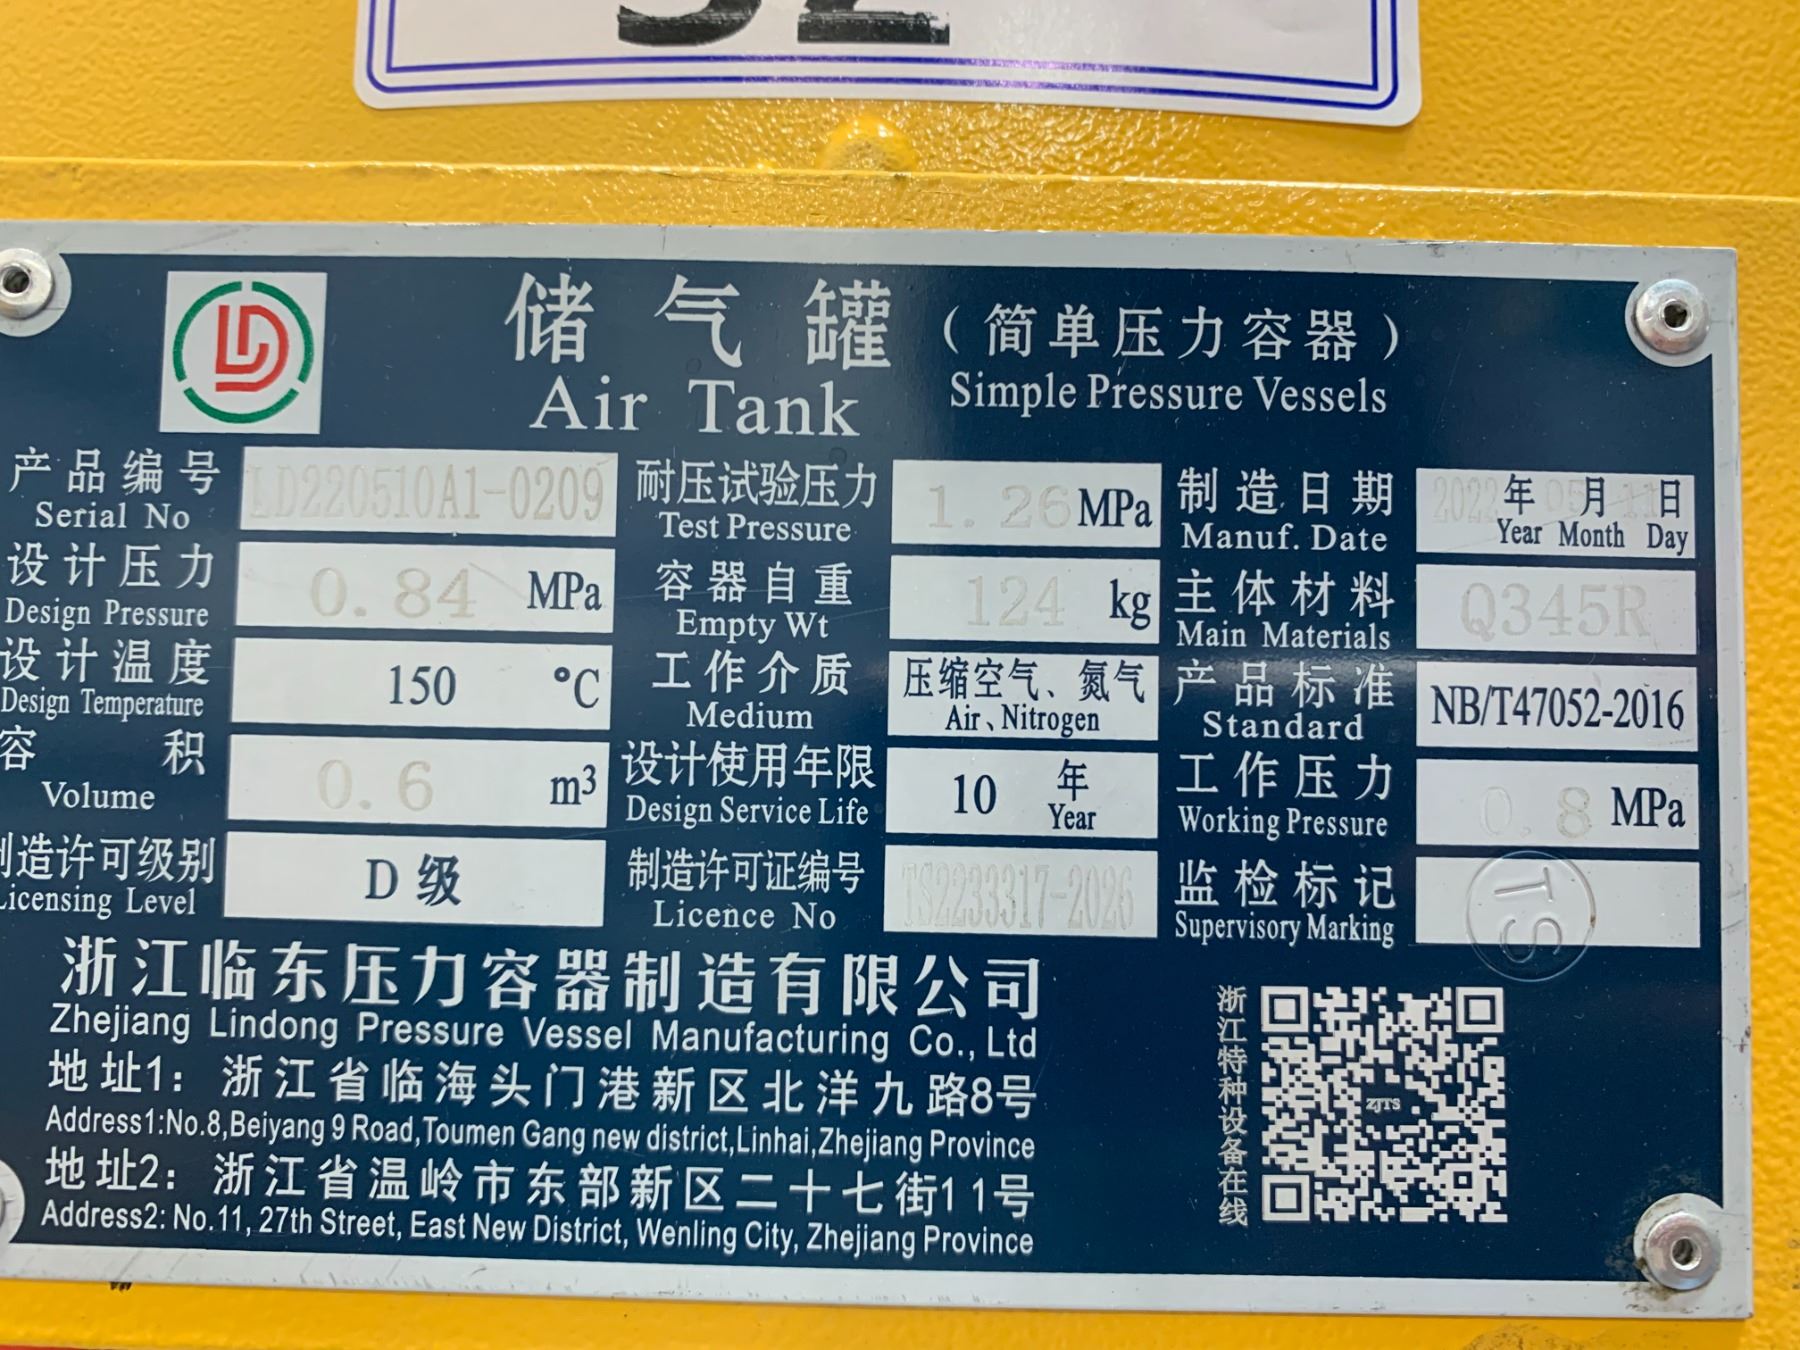 LD
储气罐（简单压力容器）
Air Tank Simple Pressure Vessels
产品编号 LD220510A1-0209 耐压试验压力 1.26 MPa 制造日期 2022年05月11日
Serial No Test Pressure Manuf. Date Year Month Day
设计压力 0.84 MPa 容器自重 124 kg 主体材料 Q345R
Design Pressure Empty Wt Main Materials
设计温度 150 °C 工作介质 压缩空气、氮气 产品标准 NB/T47052-2016
Design Temperature Medium Air、Nitrogen Standard
容积 0.6 m³ 设计使用年限 10 年 工作压力 0.8 MPa
Volume Design Service Life Year Working Pressure
制造许可级别 D级 制造许可证编号 TS2233317-2026 监检标记 TS
Licensing Level Licence No Supervisory Marking
浙江临东压力容器制造有限公司
Zhejiang Lindong Pressure Vessel Manufacturing Co., Ltd
地址1：浙江省临海头门港新区北洋九路8号
Address1:No.8,Beiyang 9 Road,Toumen Gang new district,Linhai,Zhejiang Province
地址2：浙江省温岭市东部新区二十七街11号
Address2: No.11, 27th Street, East New District, Wenling City, Zhejiang Province
浙江特种设备在线
ZJTS